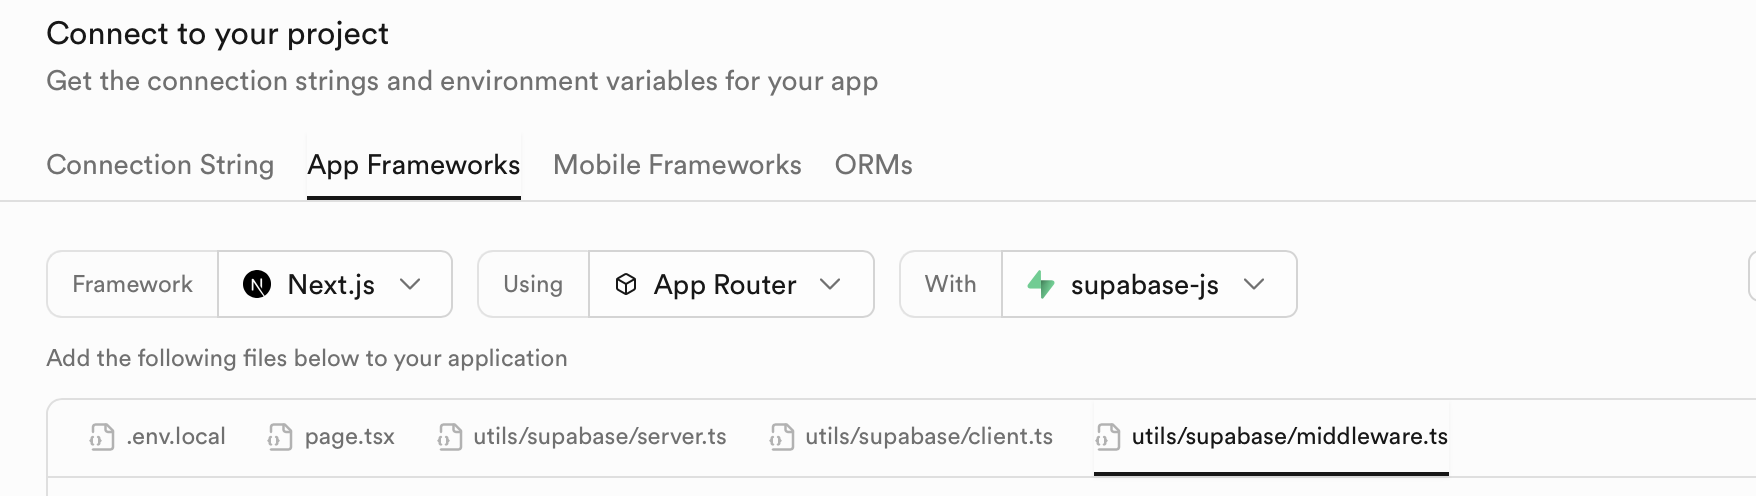 Connect to your project
Get the connection strings and environment variables for your app
Connection String App Frameworks Mobile Frameworks ORMs
Framework Next.js Using App Router With supabase-js
Add the following files below to your application
.env.local page.tsx utils/supabase/server.ts utils/supabase/client.ts utils/supabase/middleware.ts